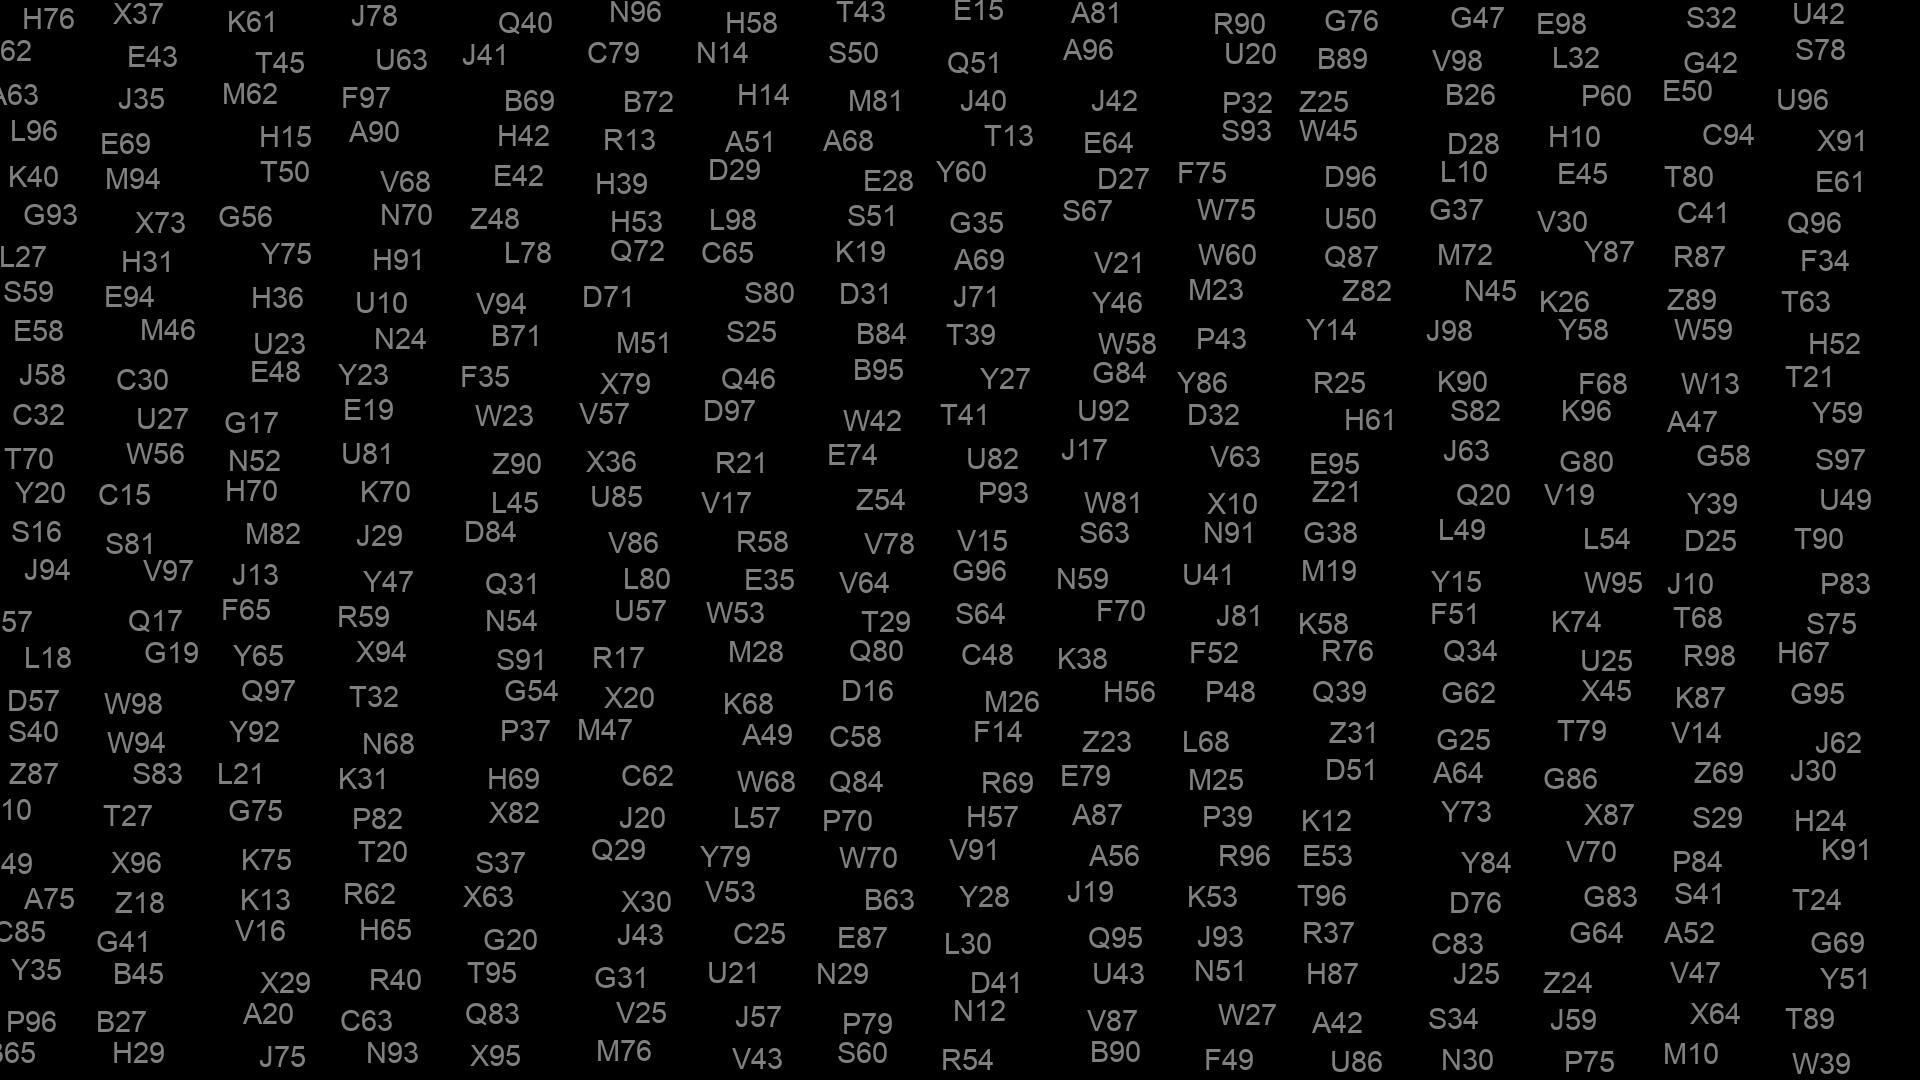 H76 X37 K61 J78 Q40 N96 H58 T43 E15 A81 R90 G76 G47 E98 S32 U42
62 E43 T45 U63 J41 C79 N14 S50 Q51 A96 U20 B89 V98 L32 G42 S78
A63 J35 M62 F97 B69 B72 H14 M81 J40 J42 P32 Z25 B26 P60 E50 U96
L96 E69 H15 A90 H42 R13 A51 A68 T13 E64 S93 W45 D28 H10 C94 X91
K40 M94 T50 V68 E42 H39 D29 E28 Y60 D27 F75 D96 L10 E45 T80 E61
G93 X73 G56 N70 Z48 H53 L98 S51 G35 S67 W75 U50 G37 V30 C41 Q96
L27 H31 Y75 H91 L78 Q72 C65 K19 A69 V21 W60 Q87 M72 Y87 R87 F34
S59 E94 H36 U10 V94 D71 S80 D31 J71 Y46 M23 Z82 N45 K26 Z89 T63
E58 M46 U23 N24 B71 M51 S25 B84 T39 W58 P43 Y14 J98 Y58 W59 H52
J58 C30 E48 Y23 F35 X79 Q46 B95 Y27 G84 Y86 R25 K90 F68 W13 T21
C32 U27 G17 E19 W23 V57 D97 W42 T41 U92 D32 H61 S82 K96 A47 Y59
T70 W56 N52 U81 Z90 X36 R21 E74 U82 J17 V63 E95 J63 G80 G58 S97
Y20 C15 H70 K70 L45 U85 V17 Z54 P93 W81 X10 Z21 Q20 V19 Y39 U49
S16 S81 M82 J29 D84 V86 R58 V78 V15 S63 N91 G38 L49 L54 D25 T90
J94 V97 J13 Y47 Q31 L80 E35 V64 G96 N59 U41 M19 Y15 W95 J10 P83
57 Q17 F65 R59 N54 U57 W53 T29 S64 F70 J81 K58 F51 K74 T68 S75
L18 G19 Y65 X94 S91 R17 M28 Q80 C48 K38 F52 R76 Q34 U25 R98 H67
D57 W98 Q97 T32 G54 X20 K68 D16 M26 H56 P48 Q39 G62 X45 K87 G95
S40 W94 Y92 N68 P37 M47 A49 C58 F14 Z23 L68 Z31 G25 T79 V14 J62
Z87 S83 L21 K31 H69 C62 W68 Q84 R69 E79 M25 D51 A64 G86 Z69 J30
10 T27 G75 P82 X82 J20 L57 P70 H57 A87 P39 K12 Y73 X87 S29 H24
49 X96 K75 T20 S37 Q29 Y79 W70 V91 A56 R96 E53 Y84 V70 P84 K91
A75 Z18 K13 R62 X63 X30 V53 B63 Y28 J19 K53 T96 D76 G83 S41 T24
C85 G41 V16 H65 G20 J43 C25 E87 L30 Q95 J93 R37 C83 G64 A52 G69
Y35 B45 X29 R40 T95 G31 U21 N29 D41 U43 N51 H87 J25 Z24 V47 Y51
P96 B27 A20 C63 Q83 V25 J57 P79 N12 V87 W27 A42 S34 J59 X64 T89
65 H29 J75 N93 X95 M76 V43 S60 R54 B90 F49 U86 N30 P75 M10 W39